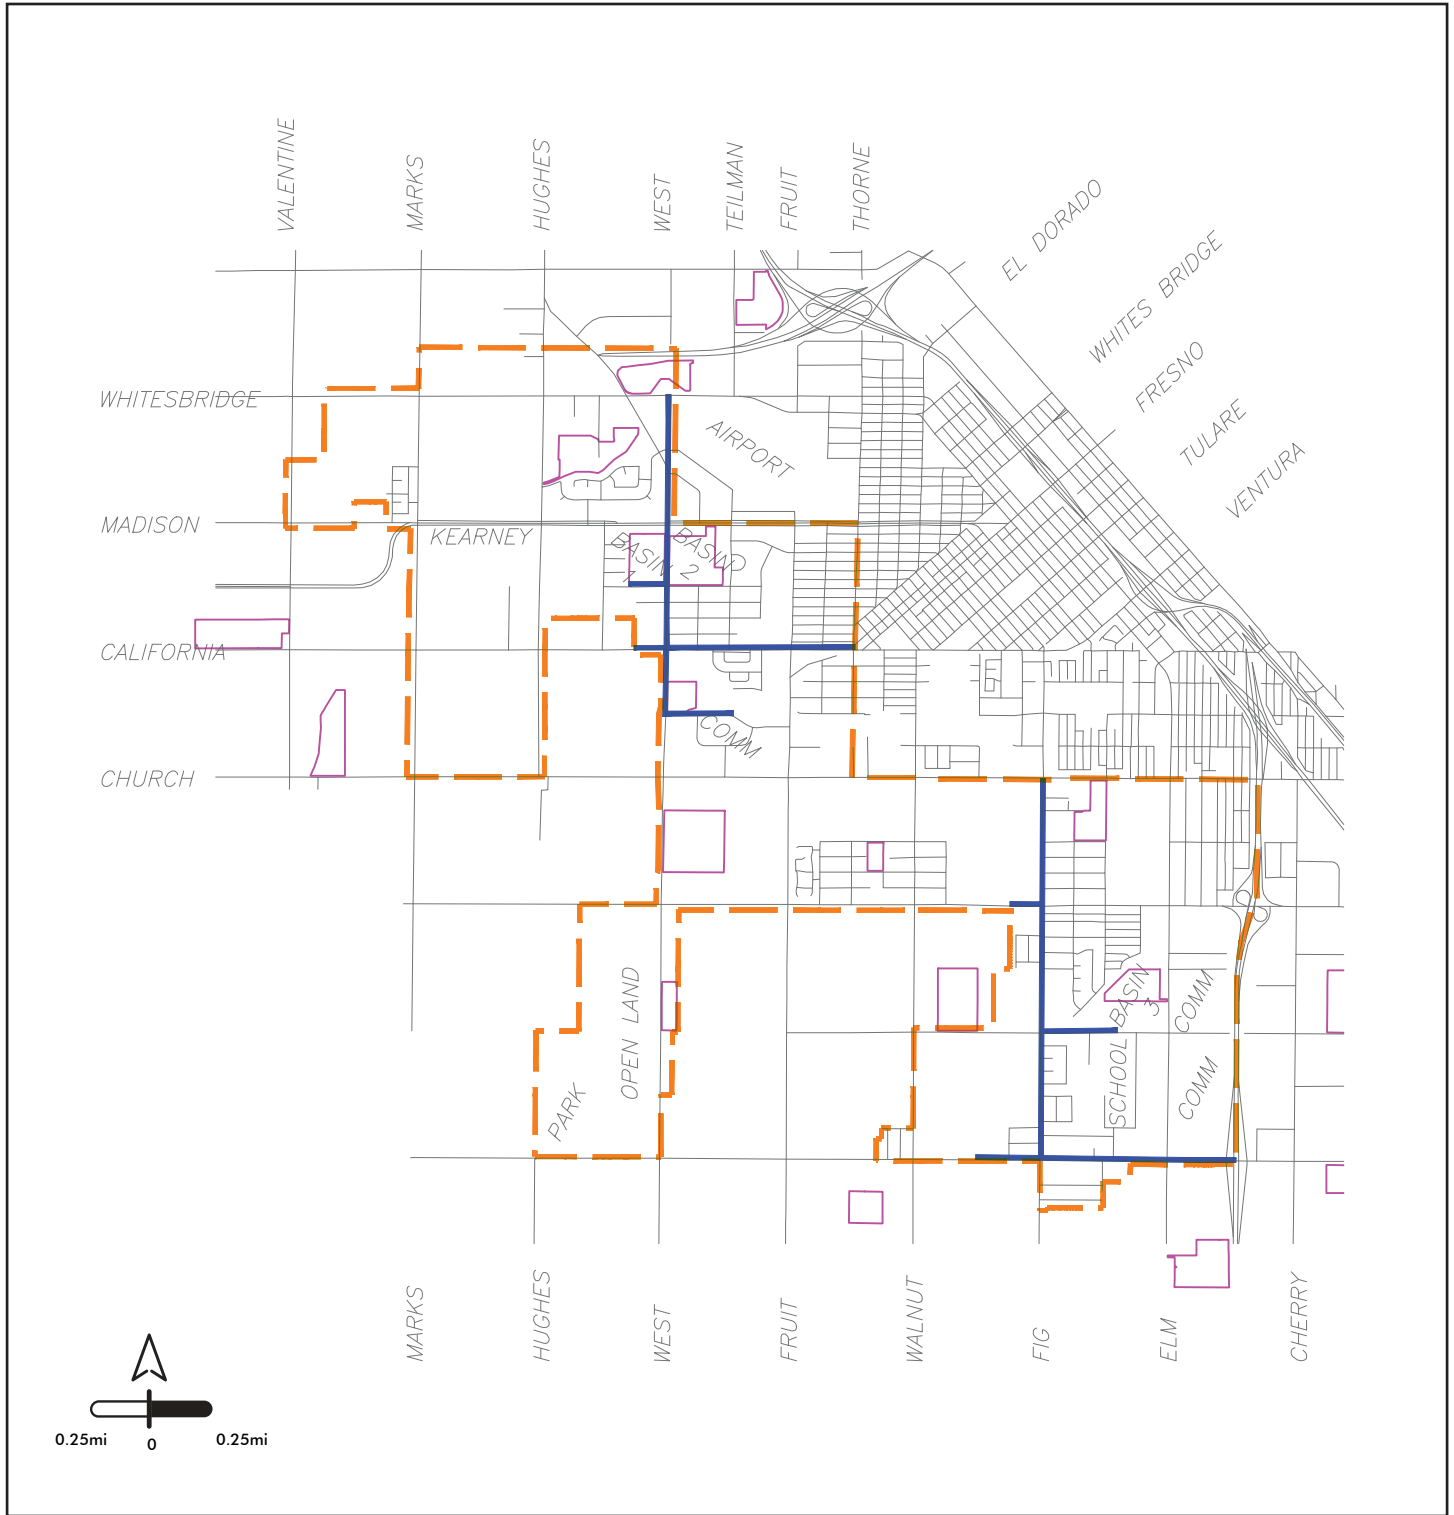 VALENTINE
MARKS
HUGHES
WEST
TEILMAN
FRUIT
THORNE
EL DORADO
WHITES BRIDGE
FRESNO
TULARE
VENTURA
WHITESBRIDGE
AIRPORT
MADISON
KEARNEY
BASIN
1
BASIN
2
D
CALIFORNIA
COMM
CHURCH
OPEN LAND
PARK
BASIN
3
COMM
SCHOOL
COMM
MARKS
HUGHES
WEST
FRUIT
WALNUT
FIG
ELM
CHERRY
0.25mi
0
0.25mi